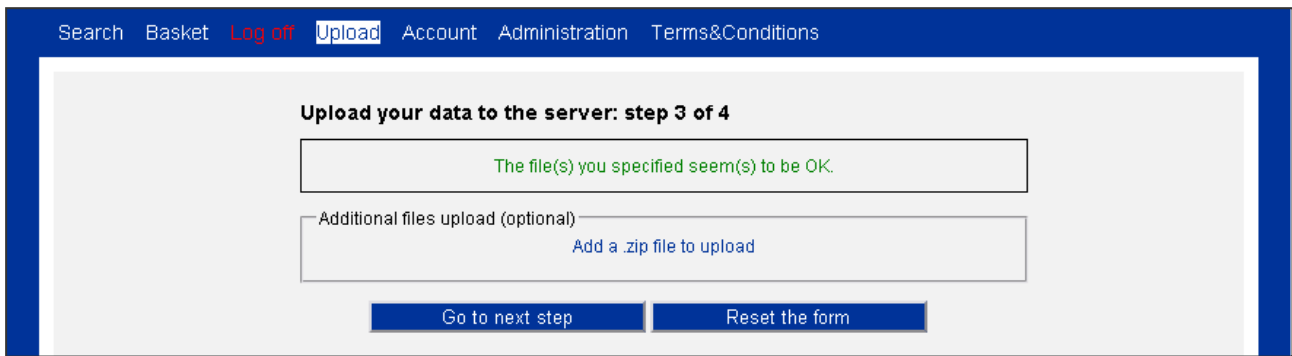 Search Basket Log off Upload Account Administration Terms&Conditions
Upload your data to the server: step 3 of 4
The file(s) you specified seem(s) to be OK.
Additional files upload (optional)
Add a .zip file to upload
Go to next step Reset the form